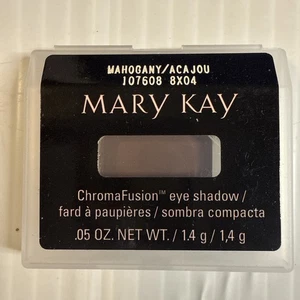 MAHOGANY/ACAJOU
107608 8X04
MARY KAY
ChromaFusion™ eye shadow /
fard à paupières / sombra compacta
.05 OZ. NET WT. / 1.4 g / 1,4 g